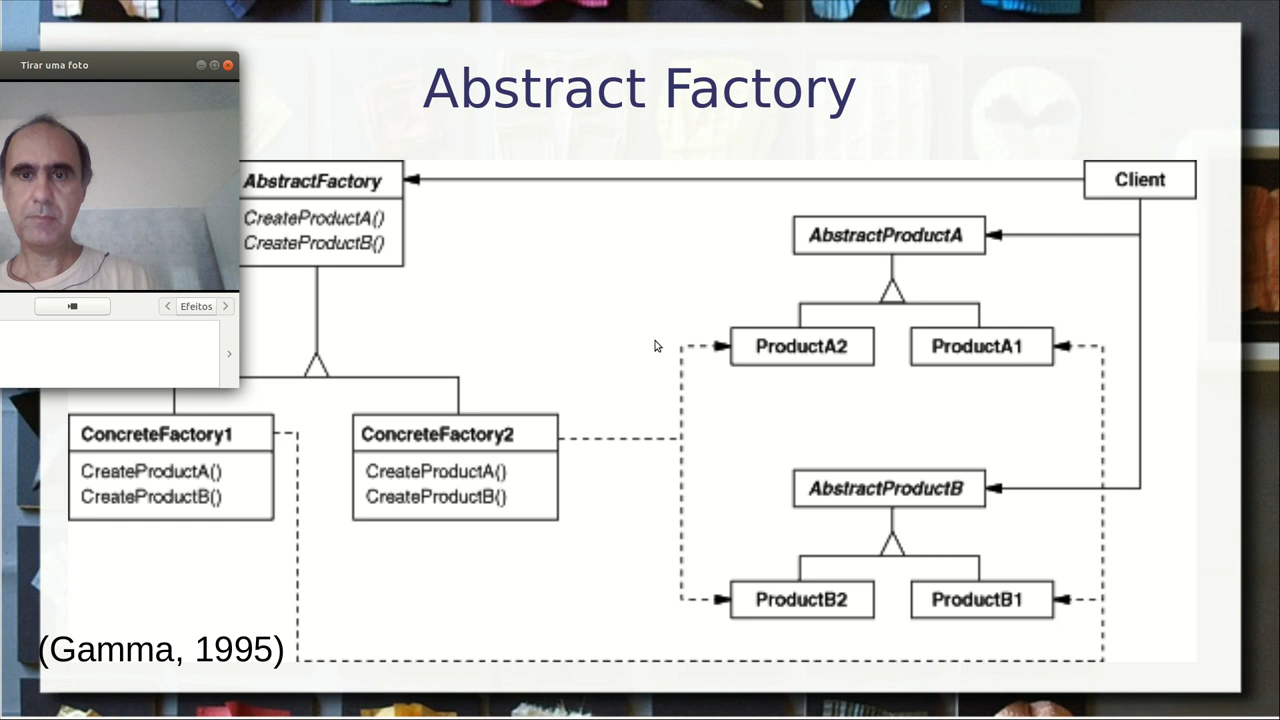 Abstract Factory
Tirar uma foto
Efeitos
AbstractFactory
CreateProductA()
CreateProductB()
Client
AbstractProductA
ProductA2
ProductA1
ConcreteFactory1
CreateProductA()
CreateProductB()
ConcreteFactory2
CreateProductA()
CreateProductB()
AbstractProductB
ProductB2
ProductB1
(Gamma, 1995)